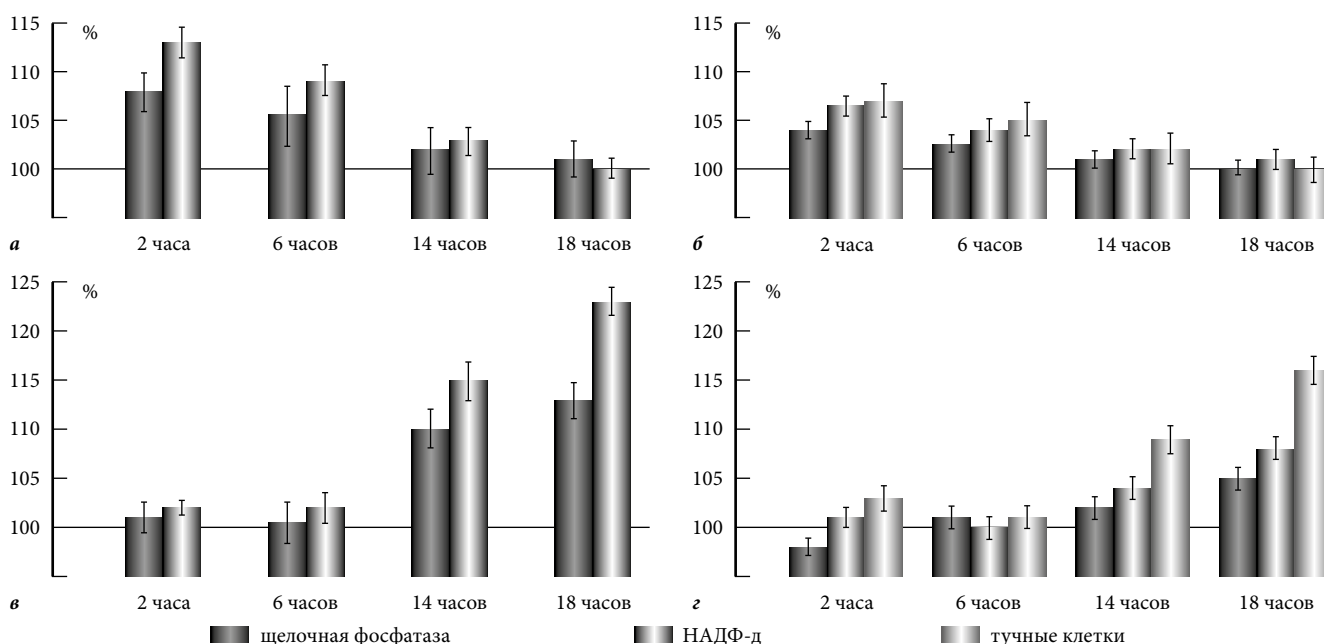 %
115
110
105
100
а
2 часа
6 часов
14 часов
18 часов
%
115
110
105
100
б
2 часа
6 часов
14 часов
18 часов
%
125
120
115
110
105
100
в
2 часа
6 часов
14 часов
18 часов
%
125
120
115
110
105
100
г
2 часа
6 часов
14 часов
18 часов
щелочная фосфатаза
НАДФ-д
тучные клетки